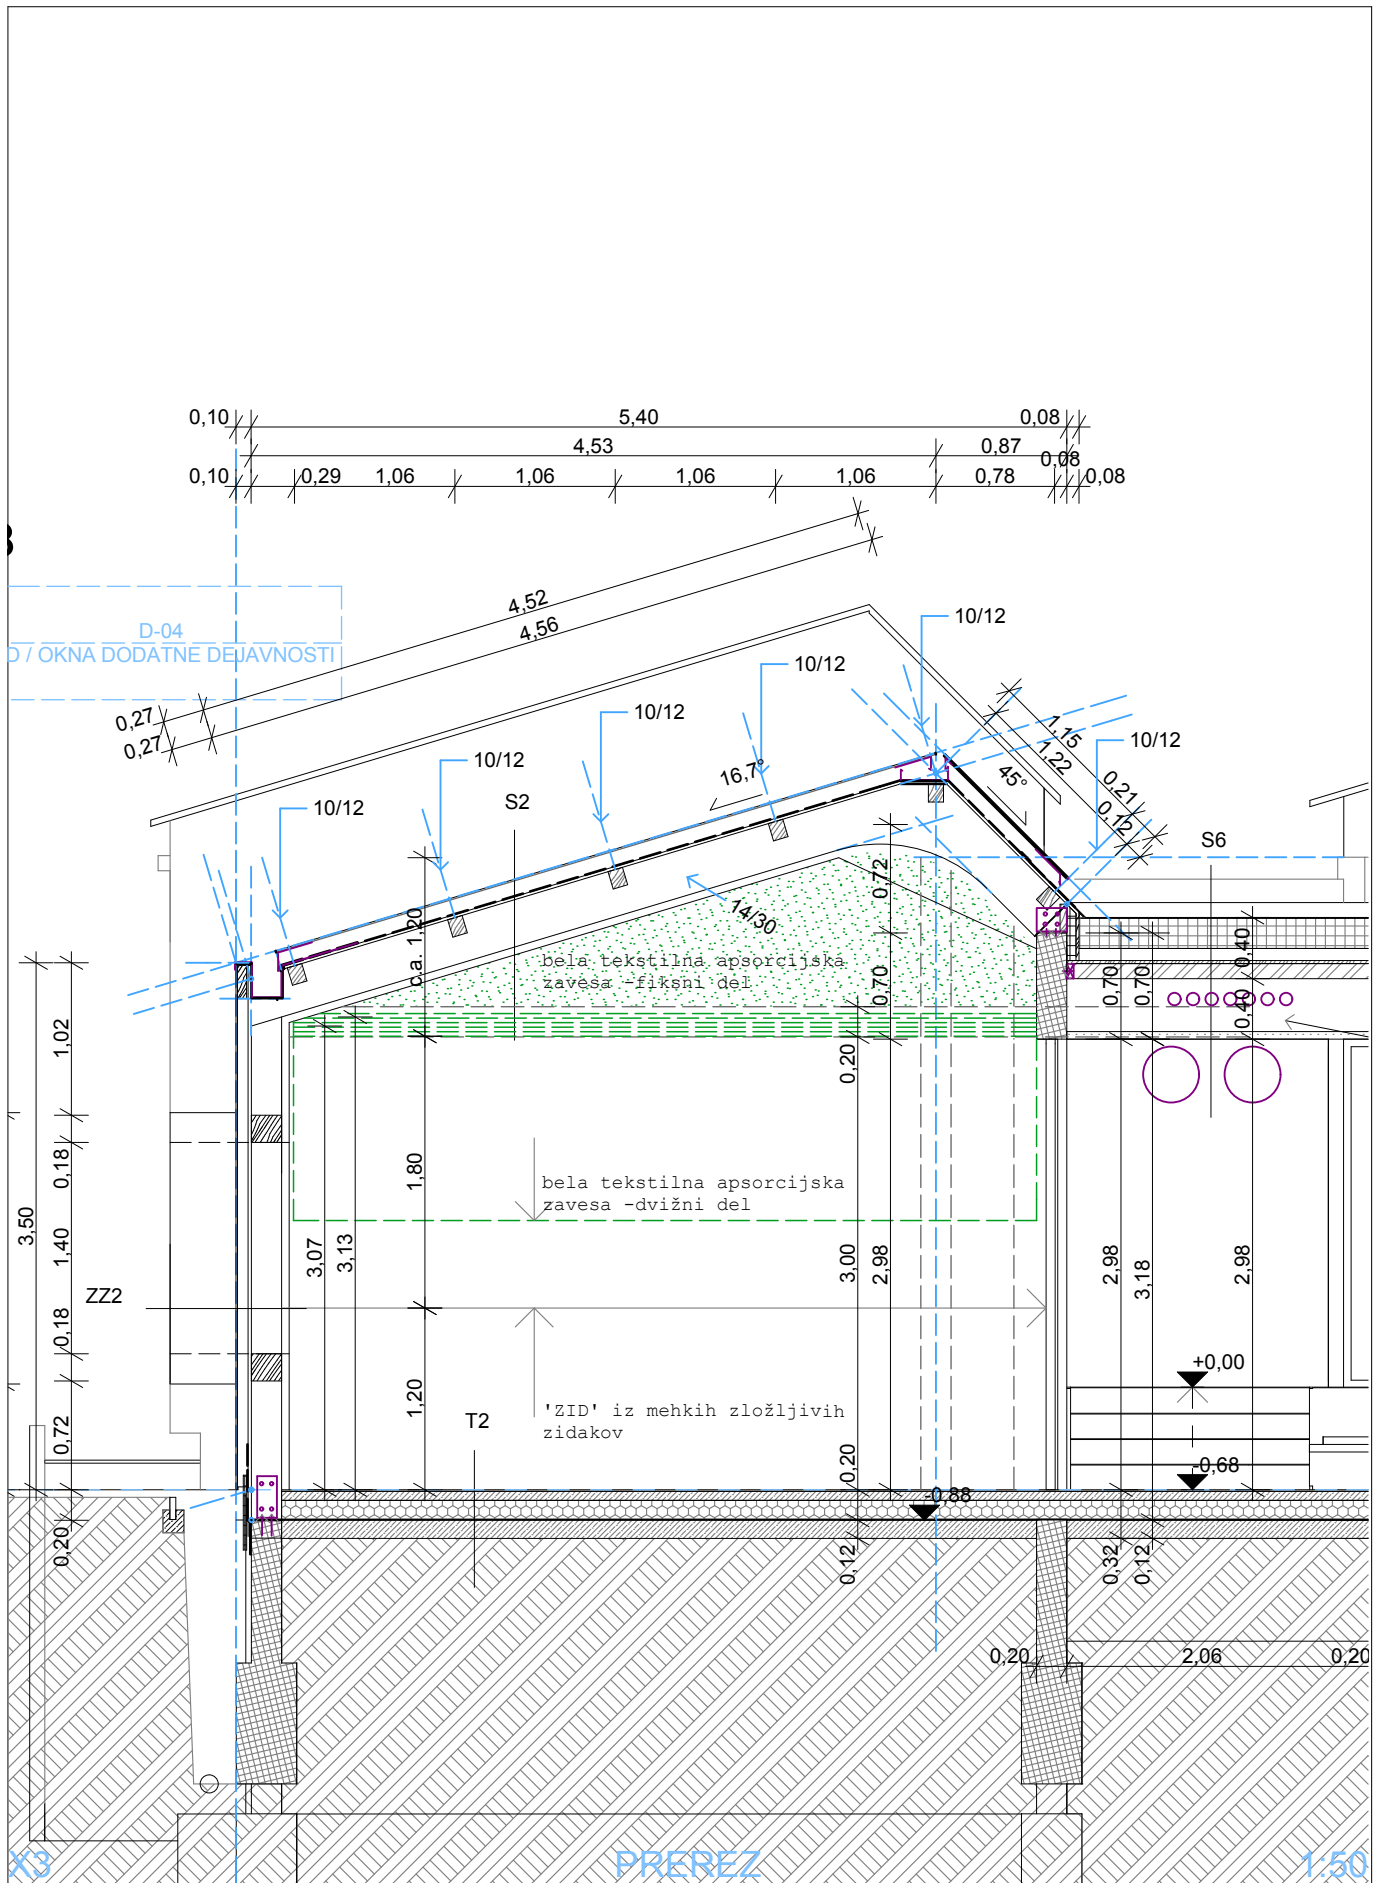 0,10 5,40 0,08
4,53 0,87
0,10 0,29 1,06 1,06 1,06 1,06 0,78 0,08 0,08
4,52
4,56
0,27
0,27
D-04
/ OKNA DODATNE DEJAVNOSTI
10/12
10/12
10/12
10/12
10/12
10/12
1,15
1,22
0,21
0,12
16,7°
45°
S2
S6
14/30
c.a. 1,20
0,72
0,70
0,70
0,70
0,40
0,40
bela tekstilna apsorcijska
zavesa -fiksni del
0,20
1,02
0,18
1,40
0,18
0,72
0,20
3,50
1,80
1,20
3,07
3,13
3,00
2,98
2,98
3,18
2,98
bela tekstilna apsorcijska
zavesa -dvižni del
ZZ2
+0,00
'ZID' iz mehkih zložljivih
zidakov
T2
-0,68
0,20
-0,88
0,12
0,32
0,12
0,20 2,06 0,20
X3 PREREZ 1:50